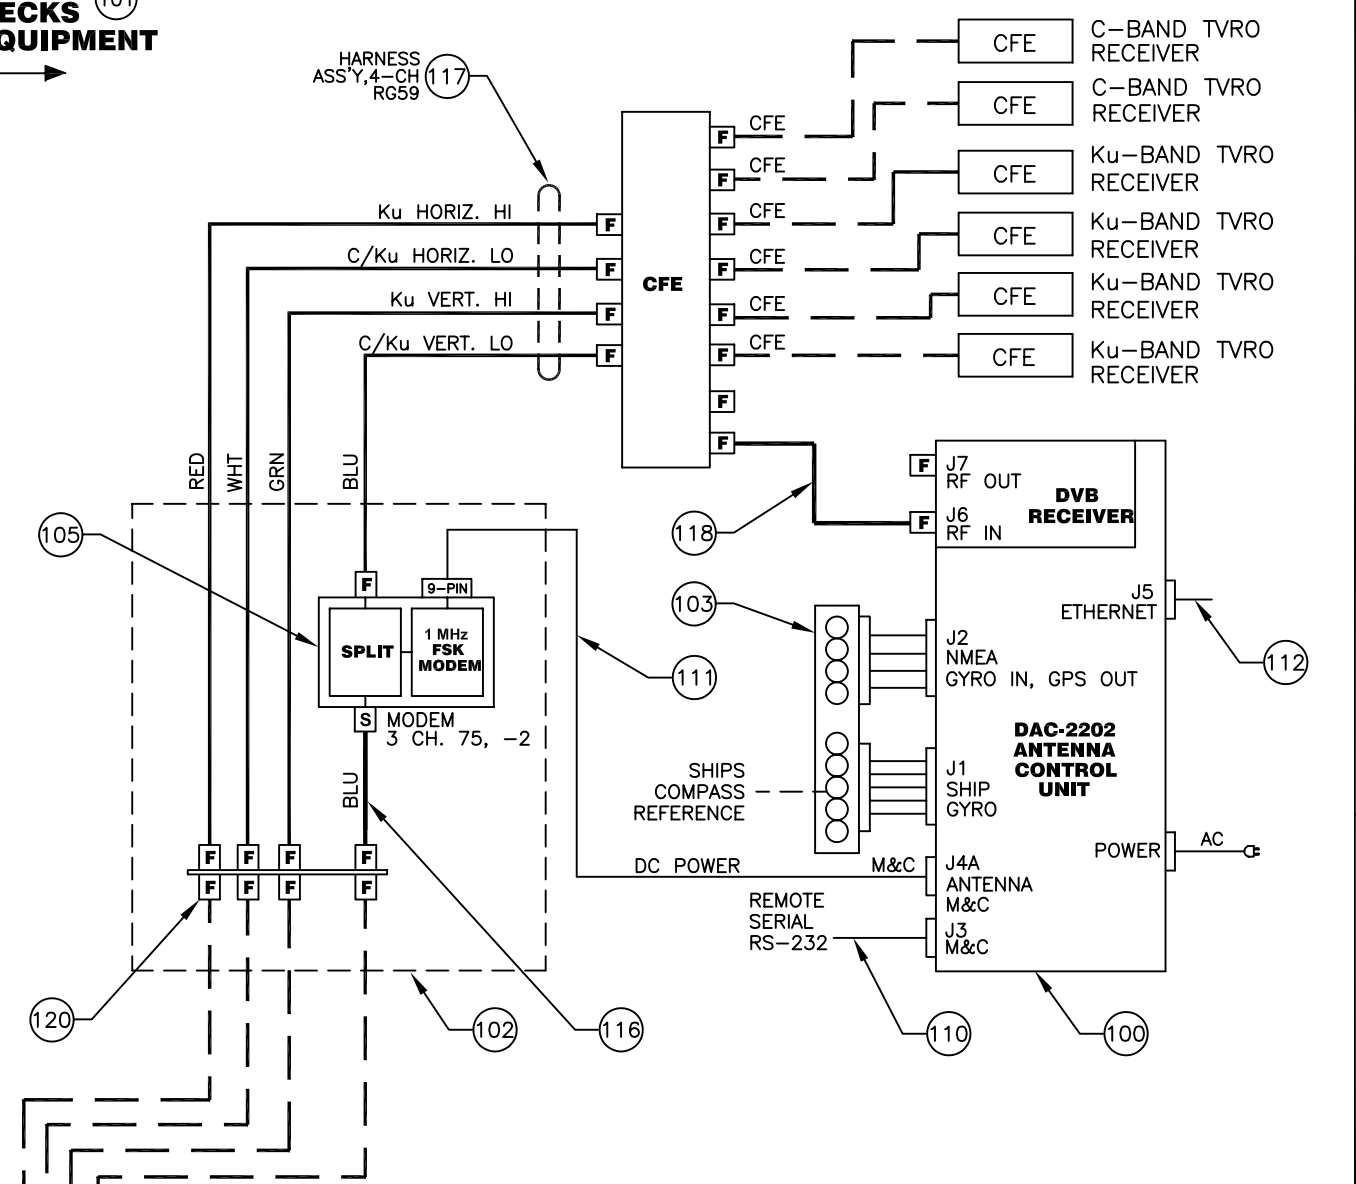 ECKS
101
QUIPMENT
HARNESS
ASS'Y,4-CH
RG59
117
Ku HORIZ. HI
C/Ku HORIZ. LO
Ku VERT. HI
C/Ku VERT. LO
F
F
F
F
CFE
F
F
F
F
F
F
F
F
CFE
CFE
CFE
CFE
CFE
CFE
CFE
C-BAND TVRO
RECEIVER
CFE
C-BAND TVRO
RECEIVER
CFE
Ku-BAND TVRO
RECEIVER
CFE
Ku-BAND TVRO
RECEIVER
CFE
Ku-BAND TVRO
RECEIVER
CFE
Ku-BAND TVRO
RECEIVER
RED
WHT
GRN
BLU
105
F
9-PIN
SPLIT
1 MHz
FSK
MODEM
S
MODEM
3 CH. 75, -2
BLU
F
F
F
F
F
F
F
F
120
102
116
111
118
103
F
J7
RF OUT
F
J6
RF IN
DVB
RECEIVER
J5
ETHERNET
112
J2
NMEA
GYRO IN, GPS OUT
DAC-2202
ANTENNA
CONTROL
UNIT
SHIPS
COMPASS
REFERENCE
J1
SHIP
GYRO
POWER
AC
DC POWER
M&C
J4A
ANTENNA
M&C
REMOTE
SERIAL
RS-232
J3
M&C
110
100